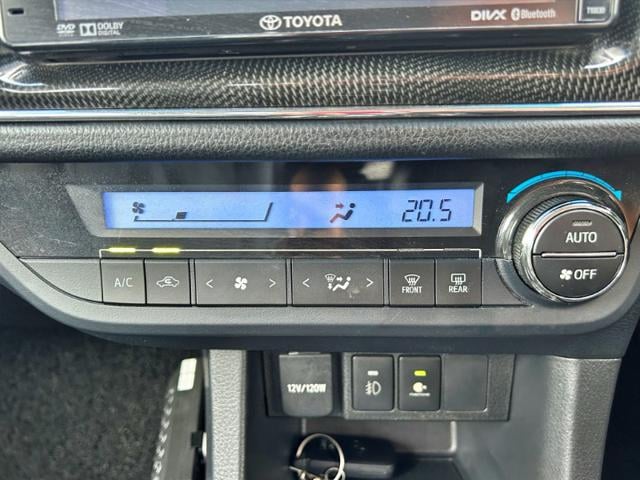 DVD DOLBY DIGITAL TOYOTA DIVX Bluetooth
20.5
AUTO
OFF
A/C < > < > FRONT REAR
12V/120W